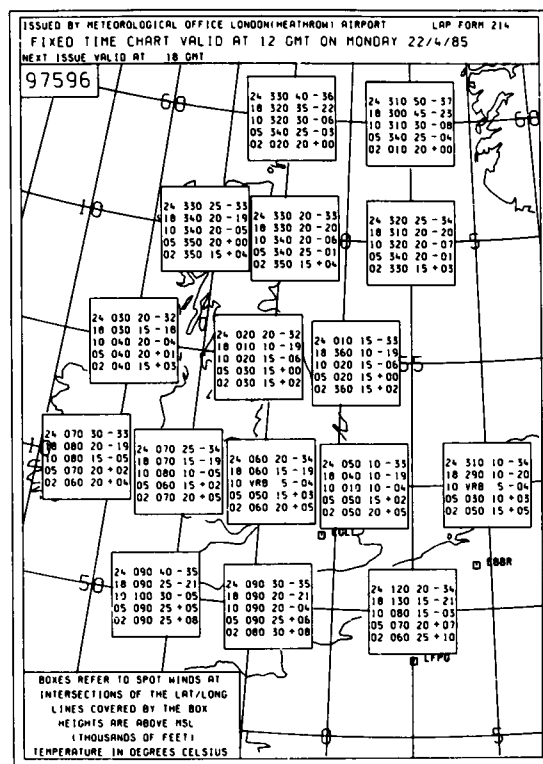 ISSUED BY METEOROLOGICAL OFFICE LONDON(HEATHROW) AIRPORT LAP FORM 214
FIXED TIME CHART VALID AT 12 GMT ON MONDAY 22/4/85
NEXT ISSUE VALID AT 18 GMT
97596
60
60
24 330 40 -36
18 320 35 -22
10 320 30 -06
05 340 25 -03
02 020 20 +00
24 310 50 -37
18 300 45 -23
10 310 30 -08
05 340 25 -04
02 010 20 +00
10
0
5
24 330 25 -33
18 340 20 -19
10 340 20 -05
05 350 20 +00
02 350 15 +04
24 330 20 -33
18 330 20 -20
10 340 20 -06
05 340 25 -01
02 350 15 +04
24 320 25 -34
18 310 20 -20
10 320 20 -07
05 340 20 -01
02 330 15 +03
24 030 20 -32
18 030 15 -18
10 040 20 -04
05 040 20 +01
02 040 15 +03
24 020 20 -32
18 010 10 -19
10 020 15 -06
05 030 15 +00
02 030 15 +02
24 010 15 -33
18 360 10 -19
10 020 15 -06
05 020 15 +00
02 360 15 +02
55
24 070 30 -33
18 080 20 -19
10 080 15 -05
05 070 20 +02
02 060 20 +04
24 070 25 -34
18 070 15 -19
10 080 10 -05
05 060 15 +02
02 070 20 +05
24 060 20 -34
18 060 15 -19
10 VRB 5 -04
05 050 15 +03
02 060 20 +05
24 050 10 -33
18 040 10 -19
10 010 10 -04
05 050 15 +02
02 050 20 +05
24 310 10 -34
18 290 10 -20
10 VRB 5 -04
05 030 10 +03
02 050 15 +05
EGLL
EBBR
50
24 090 40 -35
18 090 25 -21
10 100 30 -05
05 090 25 +05
02 090 25 +08
24 090 30 -35
18 090 20 -21
10 090 20 -04
05 090 25 +06
02 080 30 +08
24 120 20 -34
18 130 15 -21
10 080 15 -03
05 070 20 +07
02 060 25 +10
LFPG
BOXES REFER TO SPOT WINDS AT
INTERSECTIONS OF THE LAT/LONG
LINES COVERED BY THE BOX
HEIGHTS ARE ABOVE MSL
(THOUSANDS OF FEET)
TEMPERATURE IN DEGREES CELSIUS
0
5